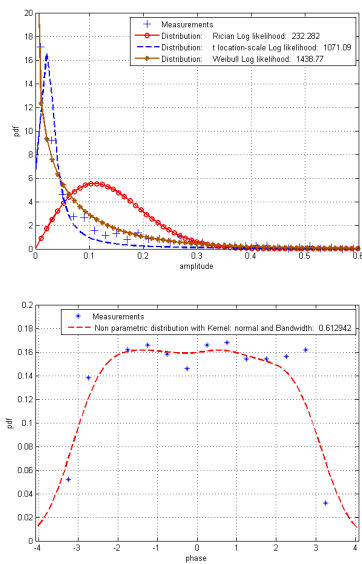 20
18
16
14
12
10
8
6
4
2
0
pdf
Measurements
Distribution: Rician Log likelihood: 232.282
Distribution: t location-scale Log likelihood: 1071.09
Distribution: Weibull Log likelihood: 1438.77
0 0.1 0.2 0.3 0.4 0.5 0.6
amplitude
0.2
0.18
0.16
0.14
0.12
0.1
0.08
0.06
0.04
0.02
0
pdf
Measurements
Non parametric distribution with Kernel: normal and Bandwidth: 0.612942
-4 -3 -2 -1 0 1 2 3 4
phase